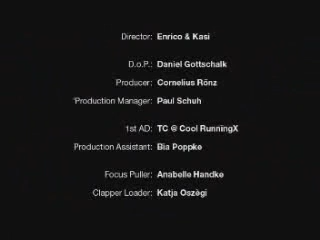 Director: Enrico & Kasi
D.o.P.: Daniel Gottschalk
Producer: Cornelius Rönz
Production Manager: Paul Schuh
1st AD: TC @ Cool RunningX
Production Assistant: Bia Poppke
Focus Puller: Anabelle Handke
Clapper Loader: Katja Oszègi